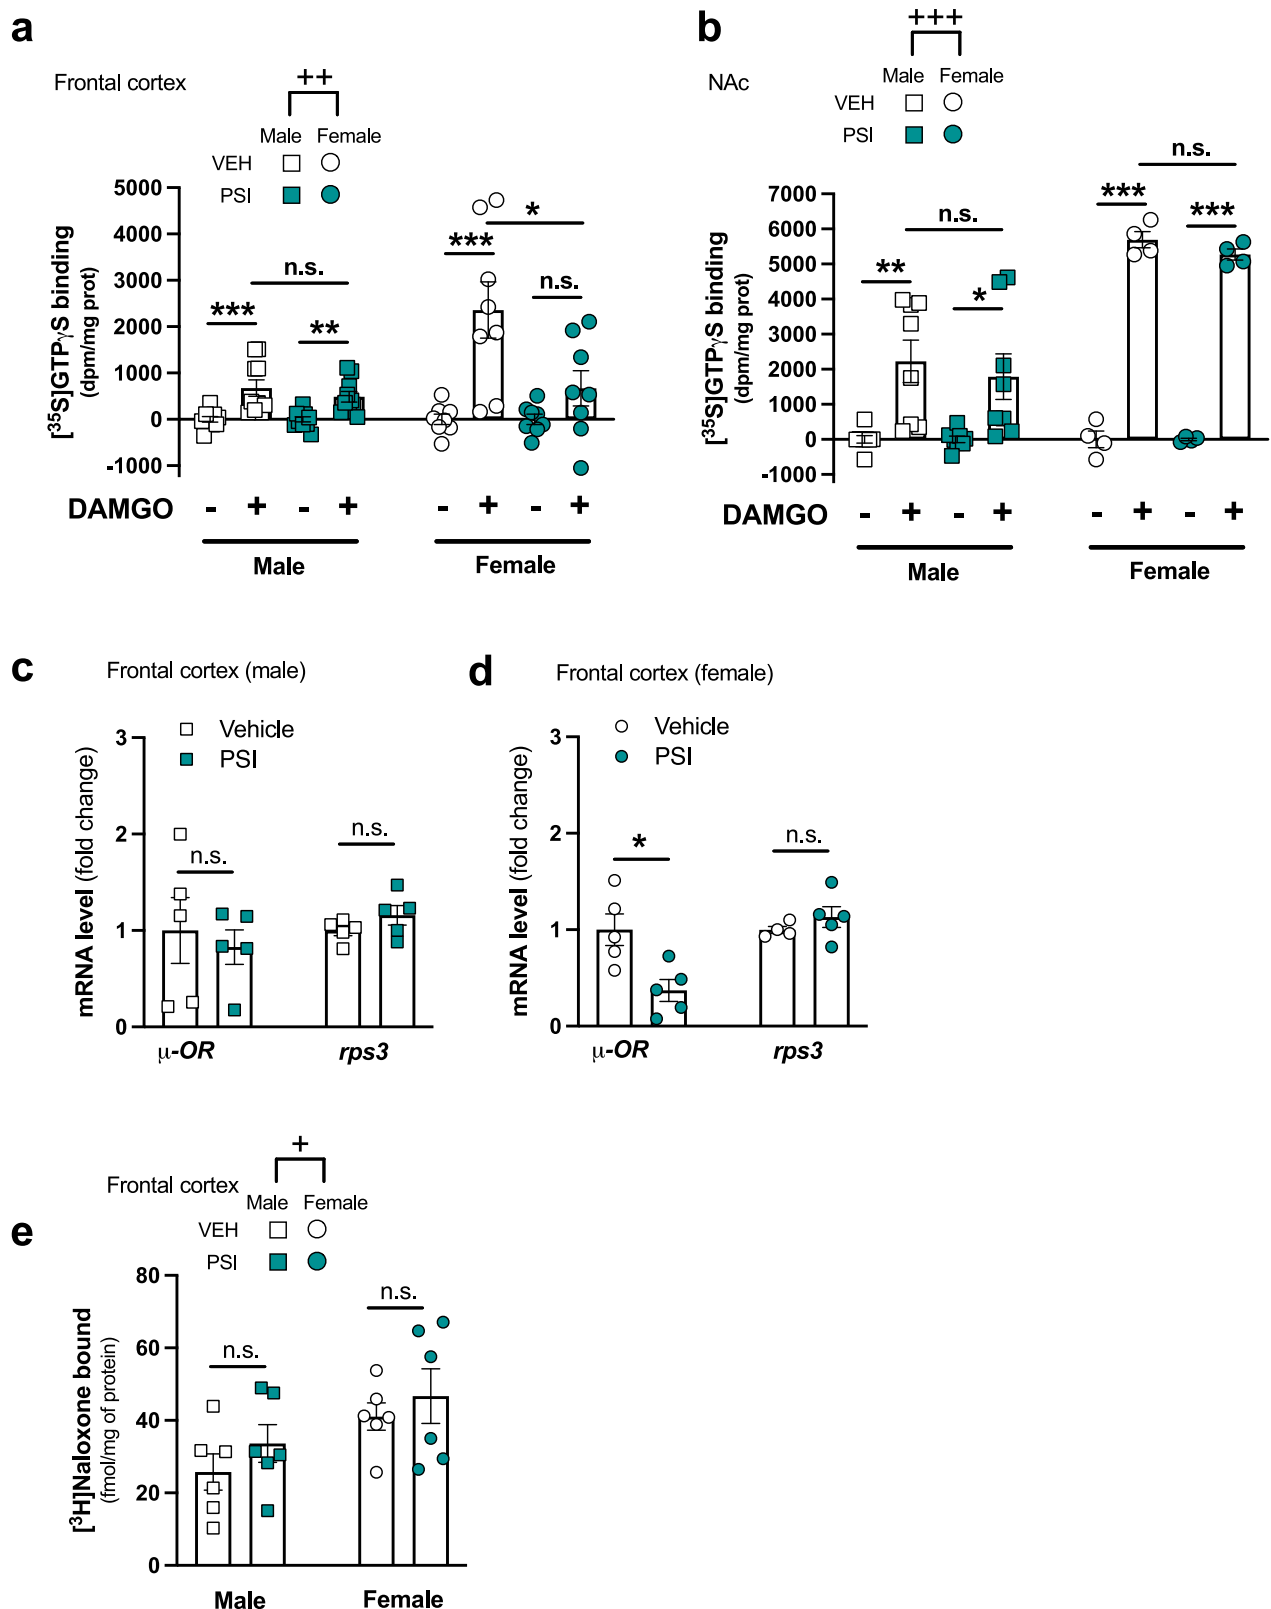 a
Frontal cortex
++
Male Female
VEH
PSI
[³⁵S]GTPγS binding
(dpm/mg prot)
5000
4000
3000
2000
1000
0
-1000
***
n.s.
**
***
*
n.s.
DAMGO - + - + - + - +
Male Female
b
NAc
+++
Male Female
VEH
PSI
[³⁵S]GTPγS binding
(dpm/mg prot)
7000
6000
5000
4000
3000
2000
1000
0
-1000
**
n.s.
*
***
n.s.
***
DAMGO - + - + - + - +
Male Female
c
Frontal cortex (male)
Vehicle
PSI
mRNA level (fold change)
3
2
1
0
n.s.
n.s.
μ-OR rps3
d
Frontal cortex (female)
Vehicle
PSI
mRNA level (fold change)
3
2
1
0
*
n.s.
μ-OR rps3
e
Frontal cortex
+
Male Female
VEH
PSI
[³H]Naloxone bound
(fmol/mg of protein)
80
60
40
20
0
n.s.
n.s.
Male Female